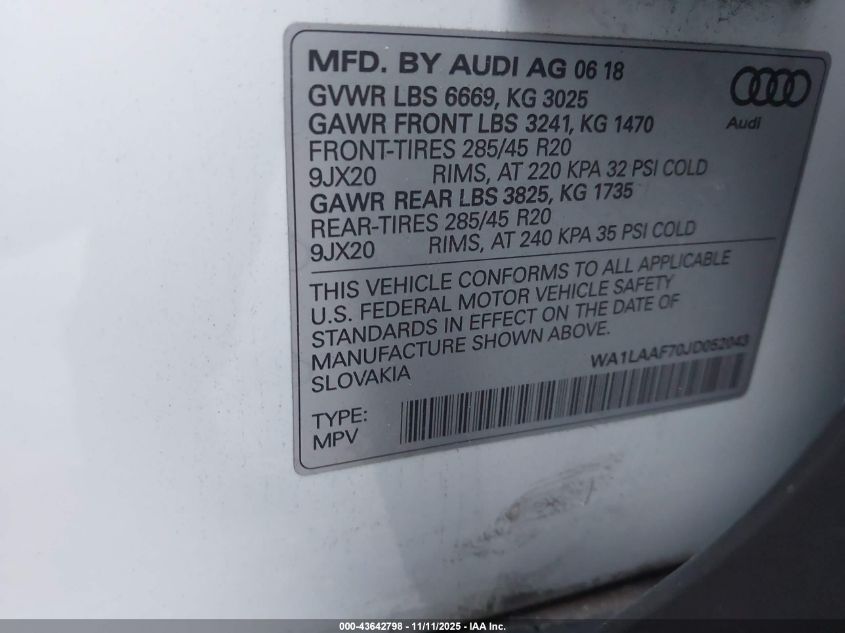 MFD. BY AUDI AG 06 18
GVWR LBS 6669, KG 3025
GAWR FRONT LBS 3241, KG 1470
FRONT-TIRES 285/45 R20
9JX20 RIMS, AT 220 KPA 32 PSI COLD
GAWR REAR LBS 3825, KG 1735
REAR-TIRES 285/45 R20
9JX20 RIMS, AT 240 KPA 35 PSI COLD
Audi
THIS VEHICLE CONFORMS TO ALL APPLICABLE
U.S. FEDERAL MOTOR VEHICLE SAFETY
STANDARDS IN EFFECT ON THE DATE OF
MANUFACTURE SHOWN ABOVE.
SLOVAKIA
WA1LAAF70JD052043
TYPE:
MPV
000-43642798 - 11/11/2025 - IAA Inc.